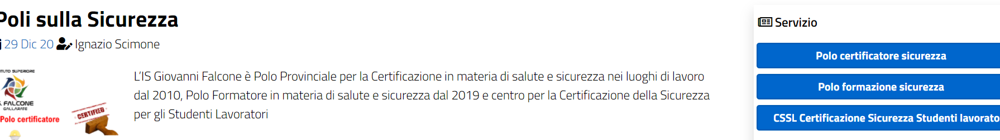 Poli sulla Sicurezza
29 Dic 20 Ignazio Scimone
L'IS Giovanni Falcone è Polo Provinciale per la Certificazione in materia di salute e sicurezza nei luoghi di lavoro
dal 2010, Polo Formatore in materia di salute e sicurezza dal 2019 e centro per la Certificazione della Sicurezza
per gli Studenti Lavoratori
FALCONE
GALLARATE
Polo certificatore
CERTIFIED
Servizio
Polo certificatore sicurezza
Polo formazione sicurezza
CSSL Certificazione Sicurezza Studenti lavorato